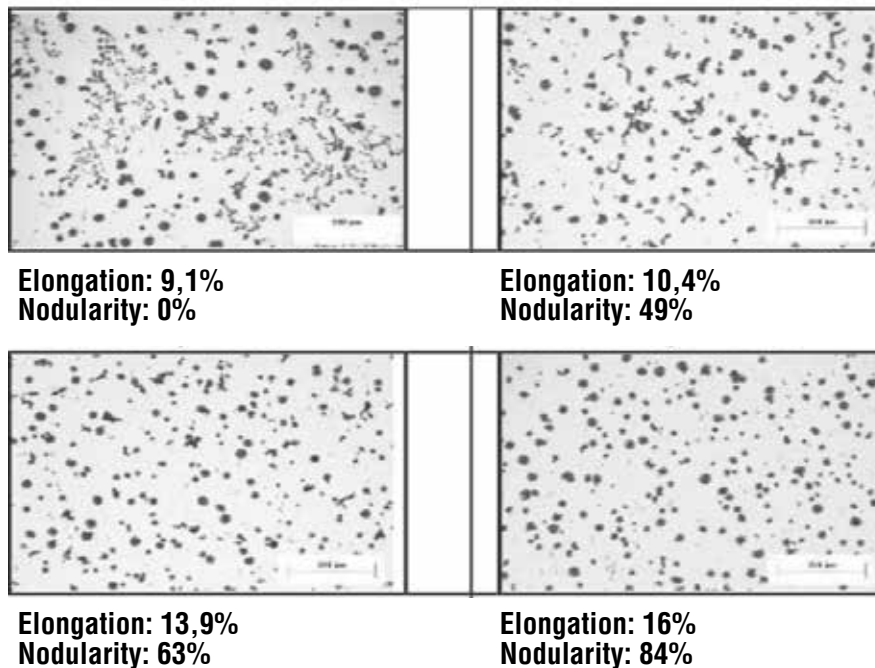 Elongation: 9,1%
Nodularity: 0%
Elongation: 10,4%
Nodularity: 49%
Elongation: 13,9%
Nodularity: 63%
Elongation: 16%
Nodularity: 84%